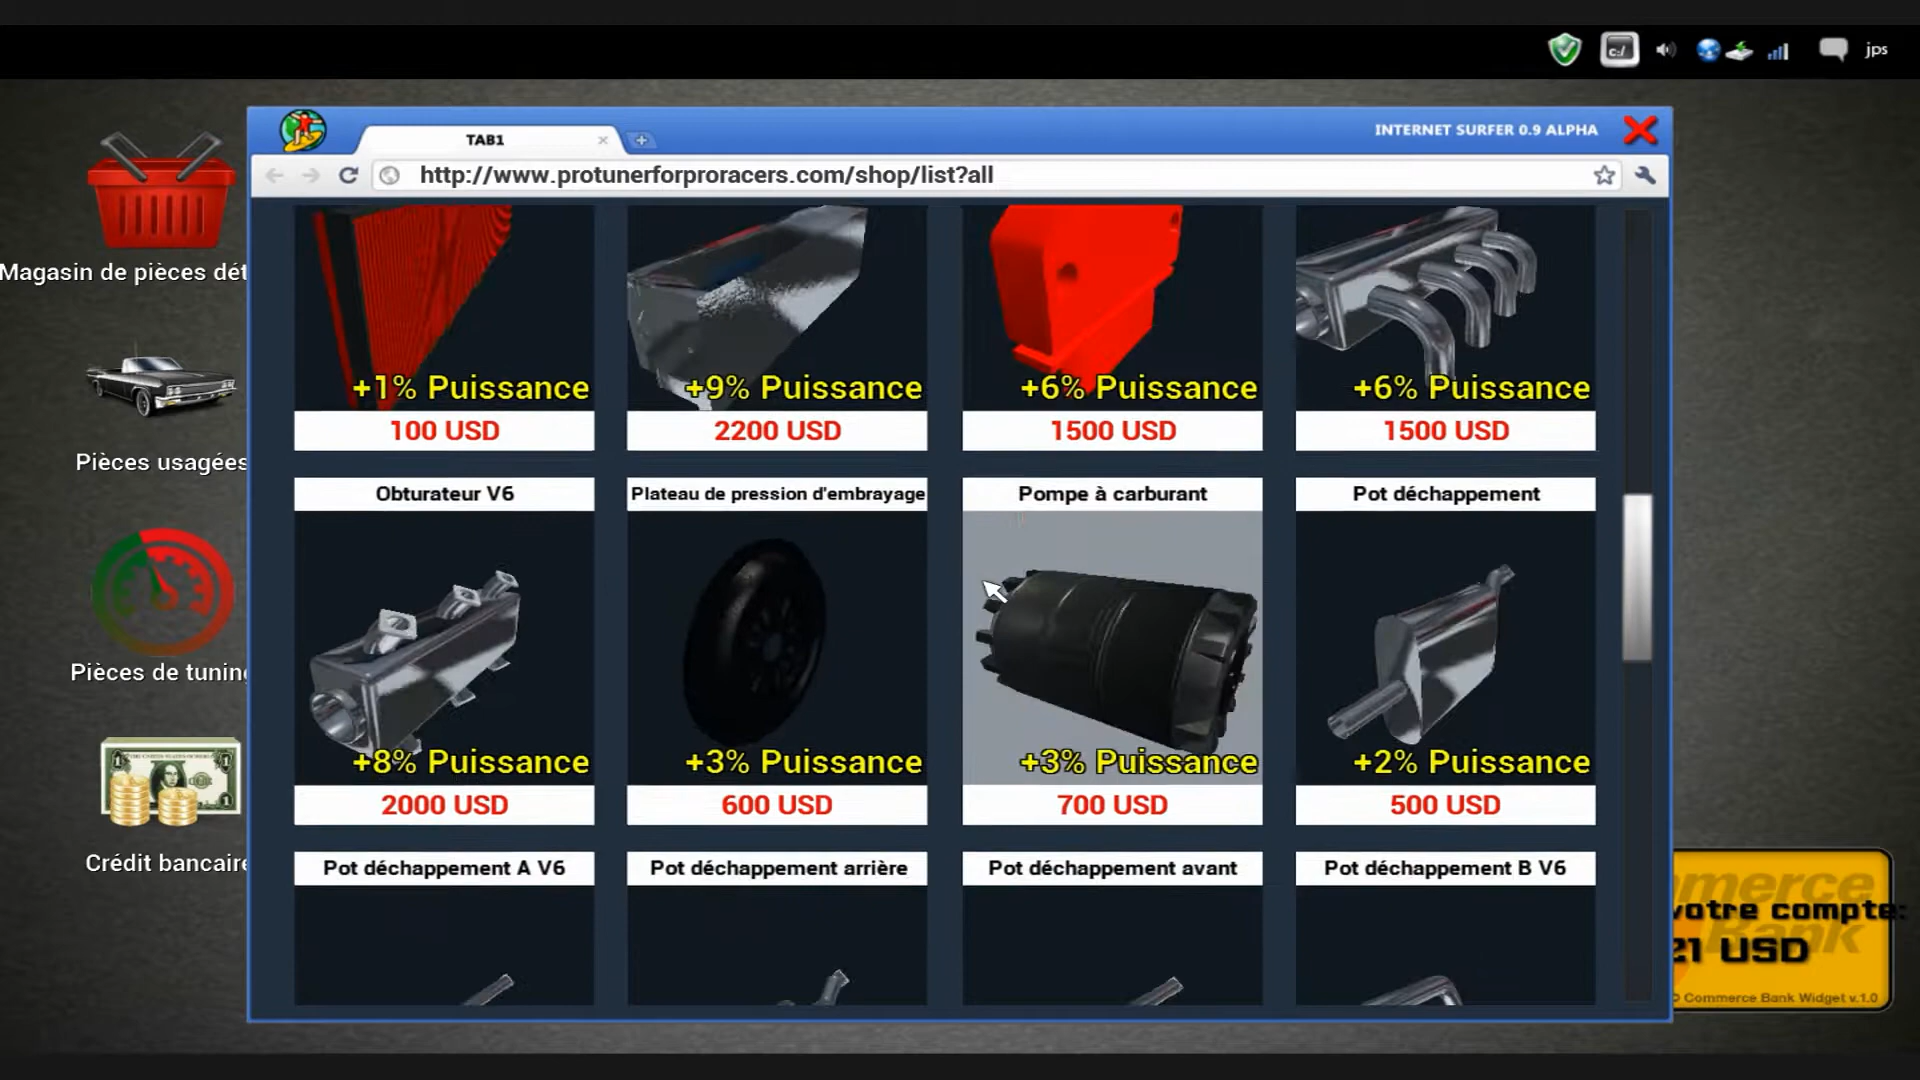 jps
TAB1
INTERNET SURFER 0.9 ALPHA
http://www.protunerforproracers.com/shop/list?all
Magasin de pièces dét
Pièces usagées
Pièces de tuning
Crédit bancaire
+1% Puissance
+9% Puissance
+6% Puissance
+6% Puissance
100 USD
2200 USD
1500 USD
1500 USD
Obturateur V6
Plateau de pression d'embrayage
Pompe à carburant
Pot déchappement
+8% Puissance
+3% Puissance
+3% Puissance
+2% Puissance
2000 USD
600 USD
700 USD
500 USD
Pot déchappement A V6
Pot déchappement arrière
Pot déchappement avant
Pot déchappement B V6
votre compte:
21 USD
Bank
Commerce Bank Widget v.1.0